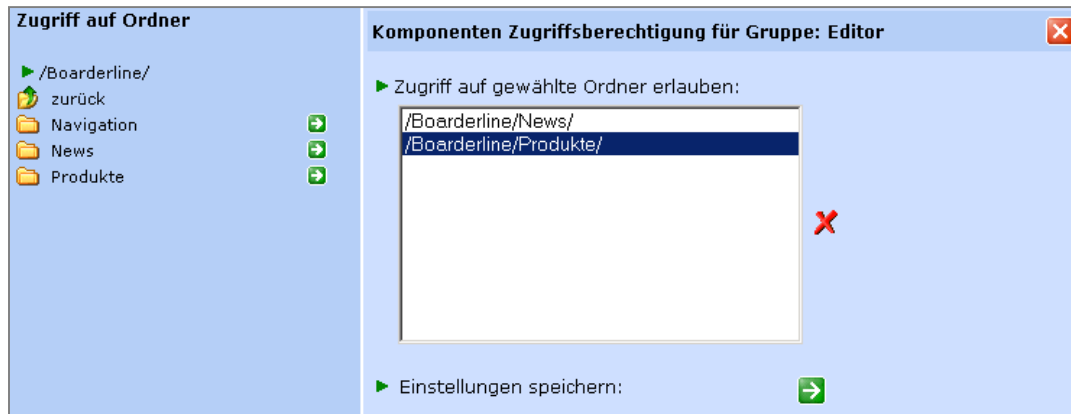 Zugriff auf Ordner
/Boarderline/
zurück
Navigation
News
Produkte
Komponenten Zugriffsberechtigung für Gruppe: Editor
Zugriff auf gewählte Ordner erlauben:
/Boarderline/News/
/Boarderline/Produkte/
Einstellungen speichern: